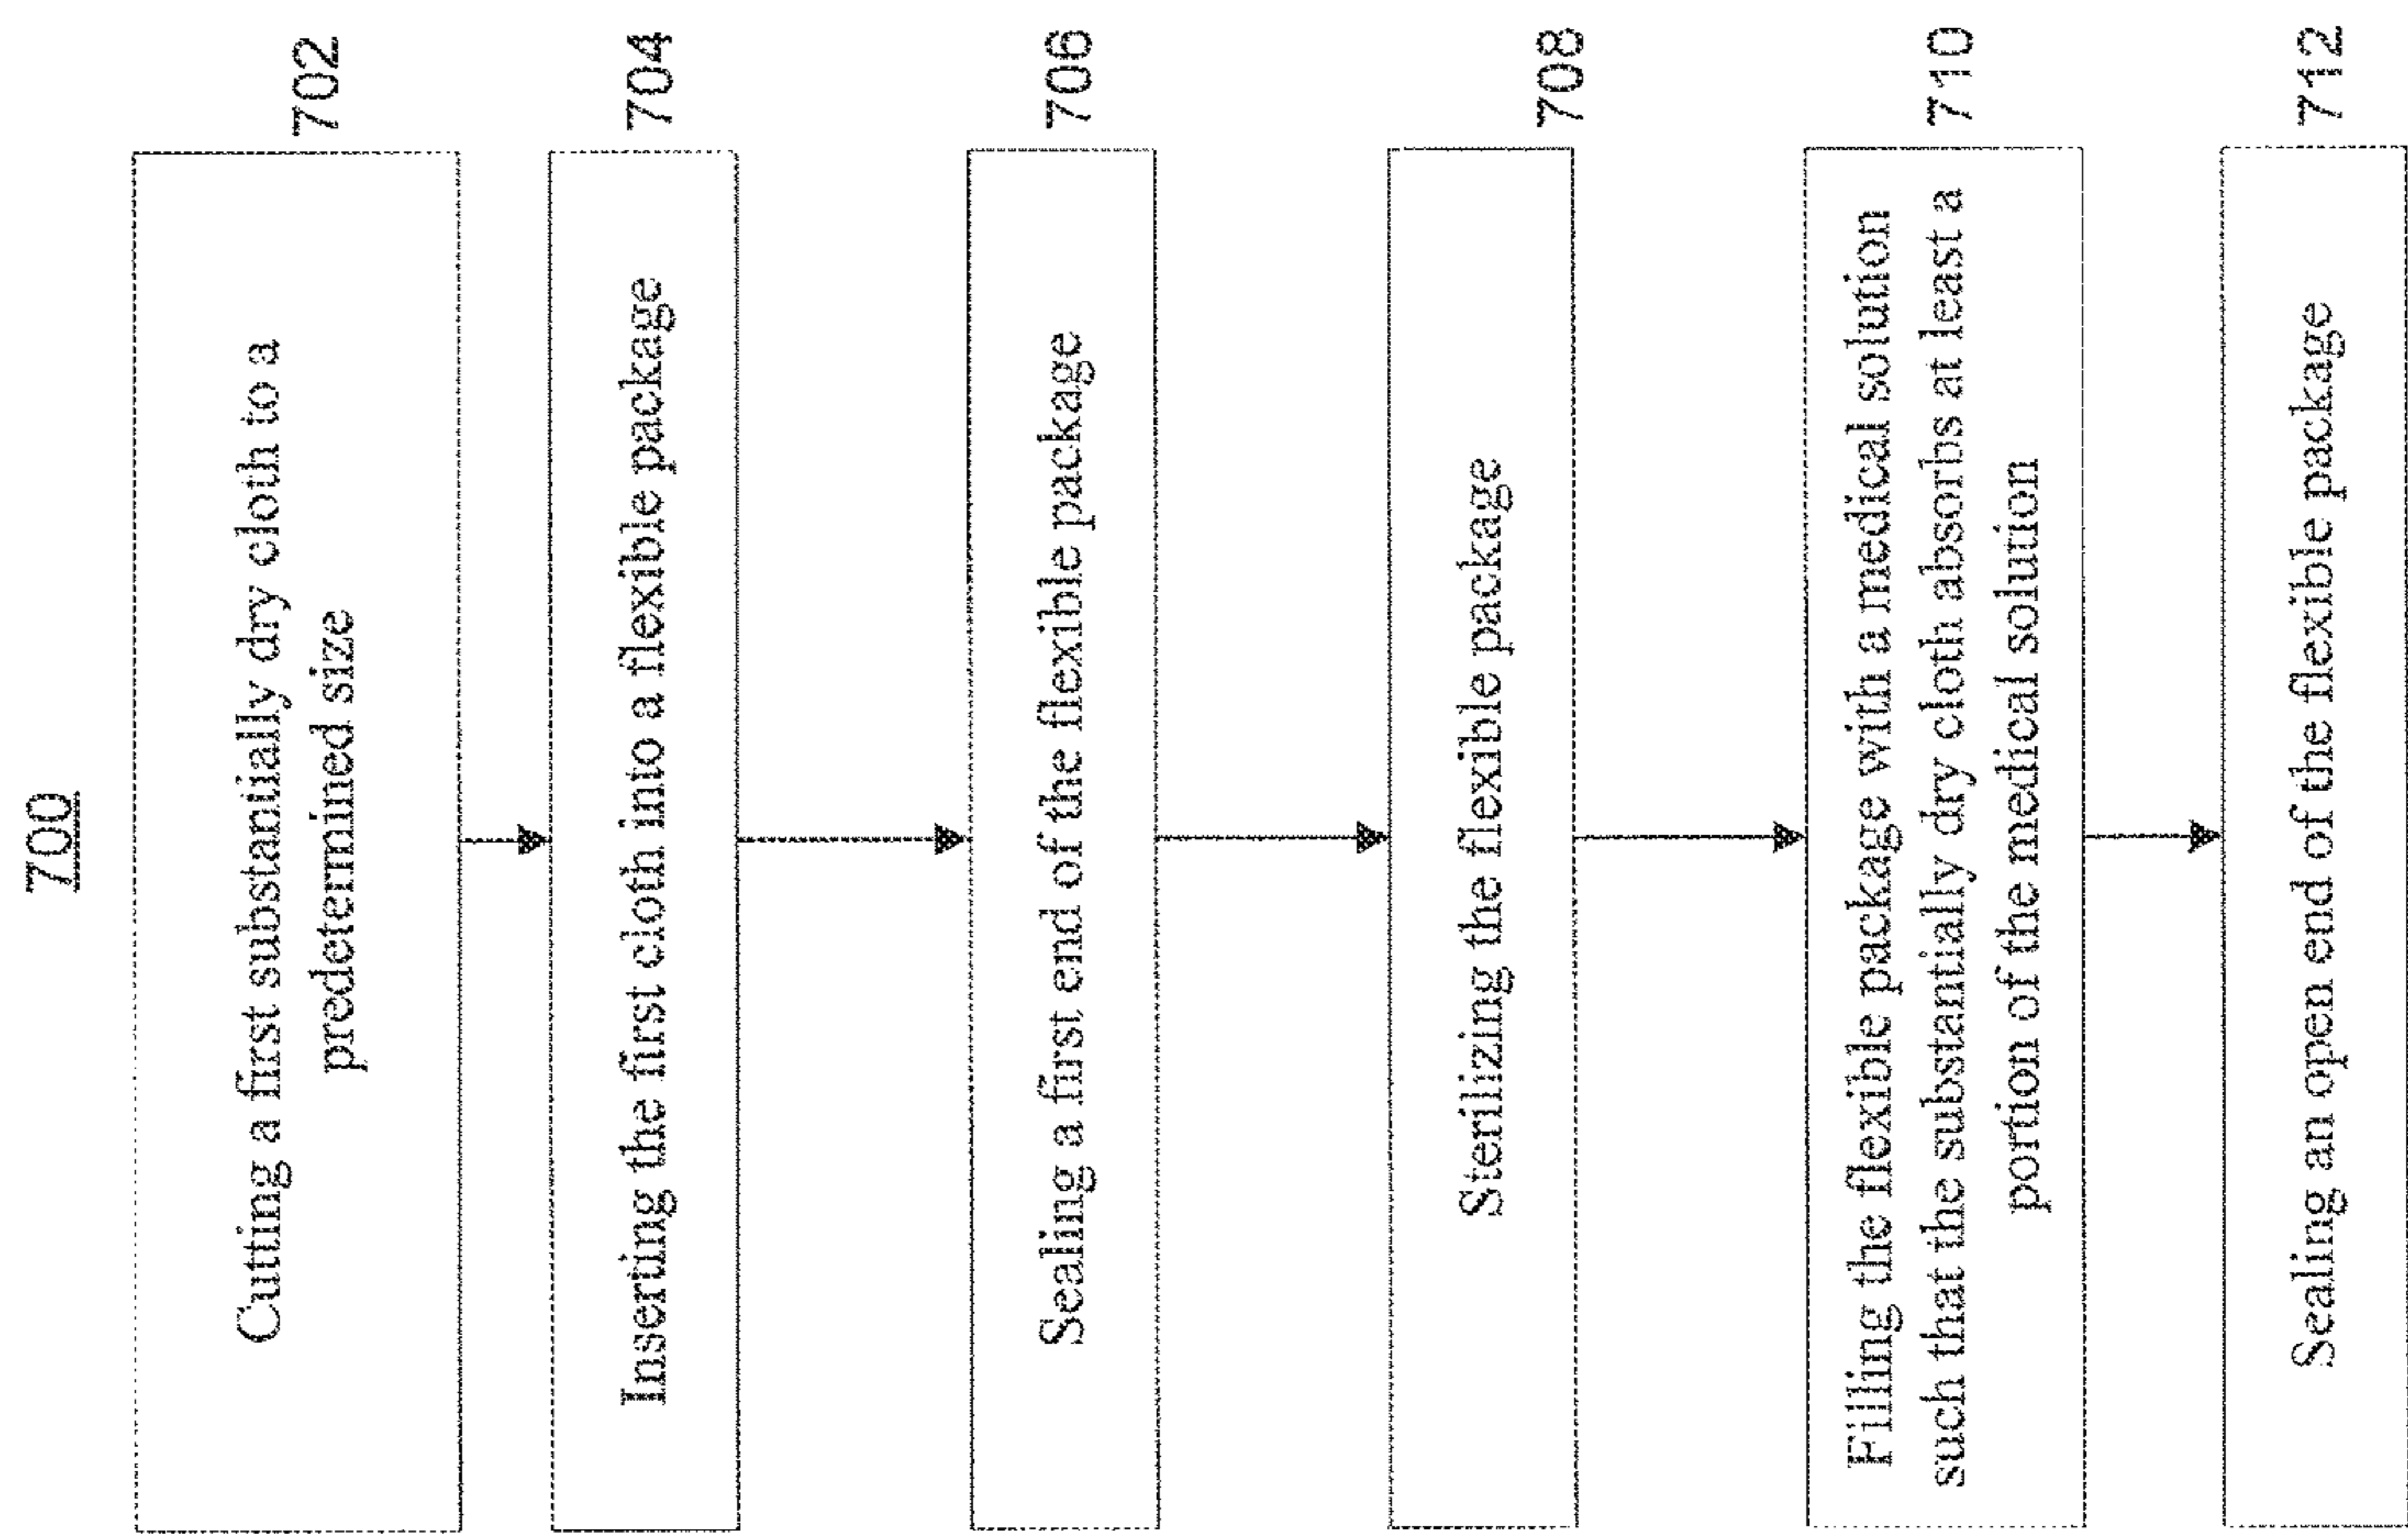 700
Cutting a first substantially dry cloth to a
predetermined size
702
Inserting the first cloth into a flexible package
704
Sealing a first end of the flexible package
706
Sterilizing the flexible package
708
Filling the flexible package with a medical solution
such that the substantially dry cloth absorbs at least a
portion of the medical solution
710
Sealing an open end of the flexible package
712